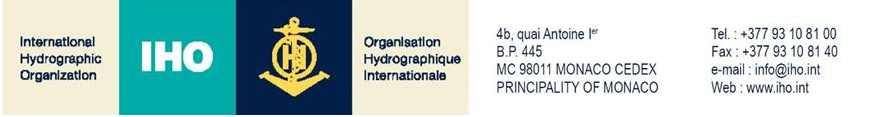 International
Hydrographic
Organization
IHO
Organisation
Hydrographique
Internationale
4b, quai Antoine Iᵉʳ
B.P. 445
MC 98011 MONACO CEDEX
PRINCIPALITY OF MONACO
Tel. : +377 93 10 81 00
Fax : +377 93 10 81 40
e-mail : info@iho.int
Web : www.iho.int